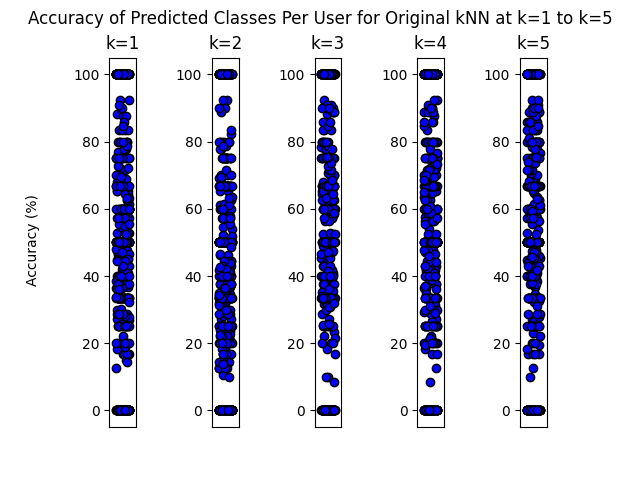 Accuracy of Predicted Classes Per User for Original kNN at k=1 to k=5
k=1 k=2 k=3 k=4 k=5
100 100 100 100 100
80 80 80 80 80
60 60 60 60 60
Accuracy (%)
40 40 40 40 40
20 20 20 20 20
0 0 0 0 0